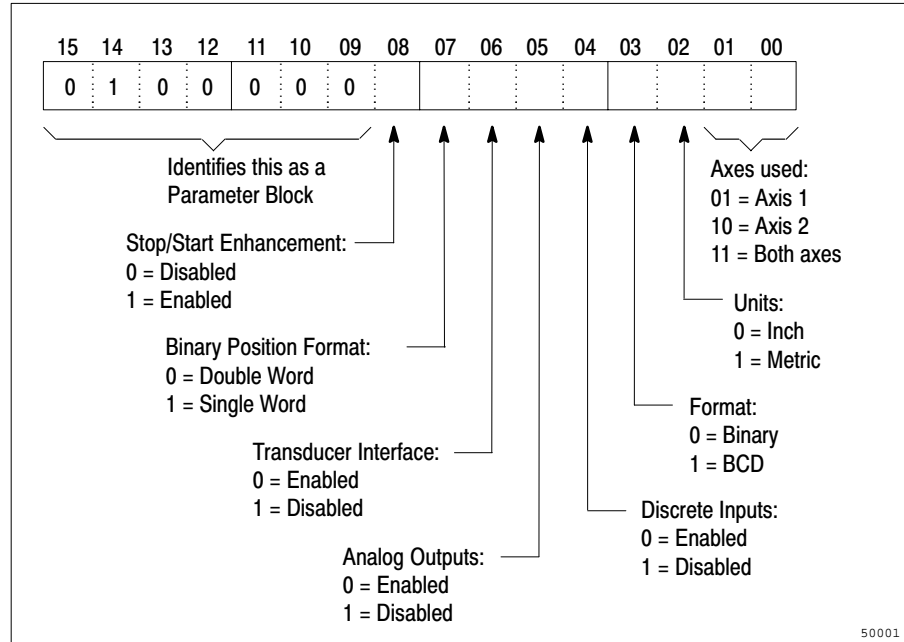 15 14 13 12 11 10 09 08 07 06 05 04 03 02 01 00
0 1 0 0 0 0 0
Identifies this as a
Parameter Block
Axes used:
01 = Axis 1
10 = Axis 2
11 = Both axes
Stop/Start Enhancement:
0 = Disabled
1 = Enabled
Units:
0 = Inch
1 = Metric
Binary Position Format:
0 = Double Word
1 = Single Word
Format:
0 = Binary
1 = BCD
Transducer Interface:
0 = Enabled
1 = Disabled
Discrete Inputs:
0 = Enabled
1 = Disabled
Analog Outputs:
0 = Enabled
1 = Disabled
50001